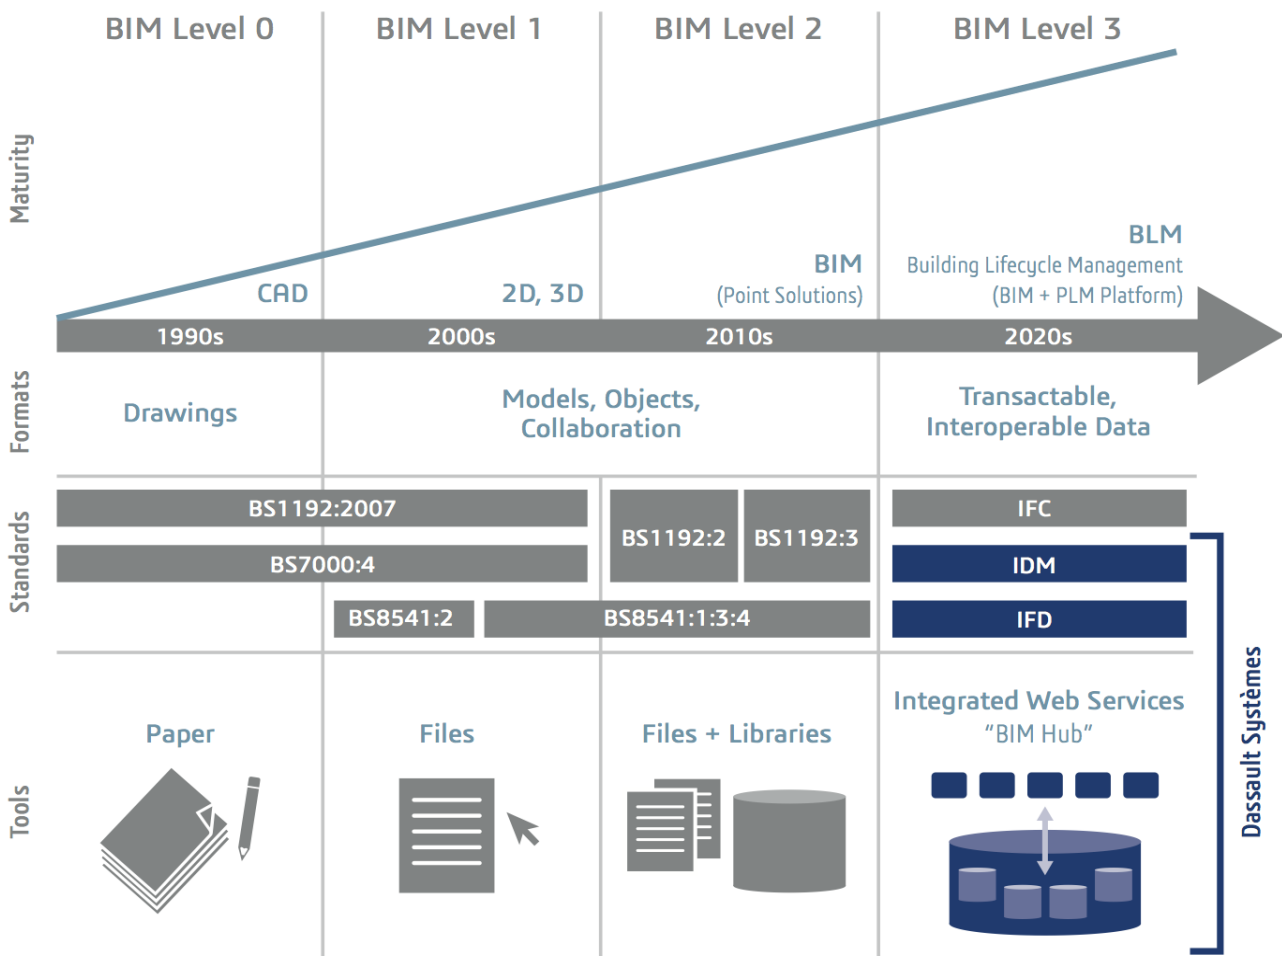 BIM Level 0
BIM Level 1
BIM Level 2
BIM Level 3
Maturity
CAD
2D, 3D
BIM
(Point Solutions)
BLM
Building Lifecycle Management
(BIM + PLM Platform)
1990s
2000s
2010s
2020s
Formats
Drawings
Models, Objects,
Collaboration
Transactable,
Interoperable Data
Standards
BS1192:2007
BS7000:4
BS8541:2
BS8541:1:3:4
BS1192:2
BS1192:3
IFC
IDM
IFD
Tools
Paper
Files
Files + Libraries
Integrated Web Services
“BIM Hub”
Dassault Systèmes